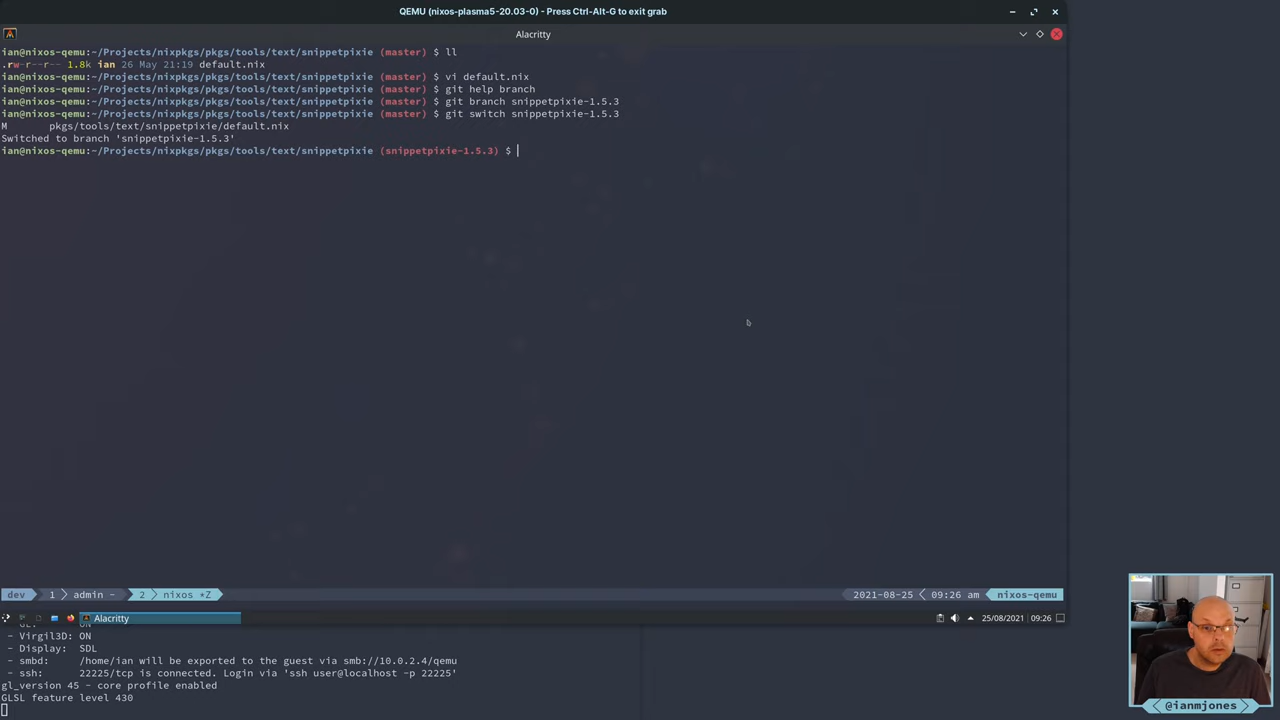 QEMU (nixos-plasma5-20.03-0) - Press Ctrl-Alt-G to exit grab
Alacritty
ian@nixos-qemu:~/Projects/nixpkgs/pkgs/tools/text/snippetpixie (master) $ ll
.rw-r--r-- 1.8k ian 26 May 21:19 default.nix
ian@nixos-qemu:~/Projects/nixpkgs/pkgs/tools/text/snippetpixie (master) $ vi default.nix
ian@nixos-qemu:~/Projects/nixpkgs/pkgs/tools/text/snippetpixie (master) $ git help branch
ian@nixos-qemu:~/Projects/nixpkgs/pkgs/tools/text/snippetpixie (master) $ git branch snippetpixie-1.5.3
ian@nixos-qemu:~/Projects/nixpkgs/pkgs/tools/text/snippetpixie (master) $ git switch snippetpixie-1.5.3
M       pkgs/tools/text/snippetpixie/default.nix
Switched to branch 'snippetpixie-1.5.3'
ian@nixos-qemu:~/Projects/nixpkgs/pkgs/tools/text/snippetpixie (snippetpixie-1.5.3) $
dev 1 admin - 2 nixos *Z 2021-08-25 09:26 am nixos-qemu
Alacritty 25/08/2021 09:26
- Virgil3D: ON
- Display: SDL
- smbd: /home/ian will be exported to the guest via smb://10.0.2.4/qemu
- ssh: 22225/tcp is connected. Login via 'ssh user@localhost -p 22225'
gl_version 45 - core profile enabled
GLSL feature level 430
@ianmjones